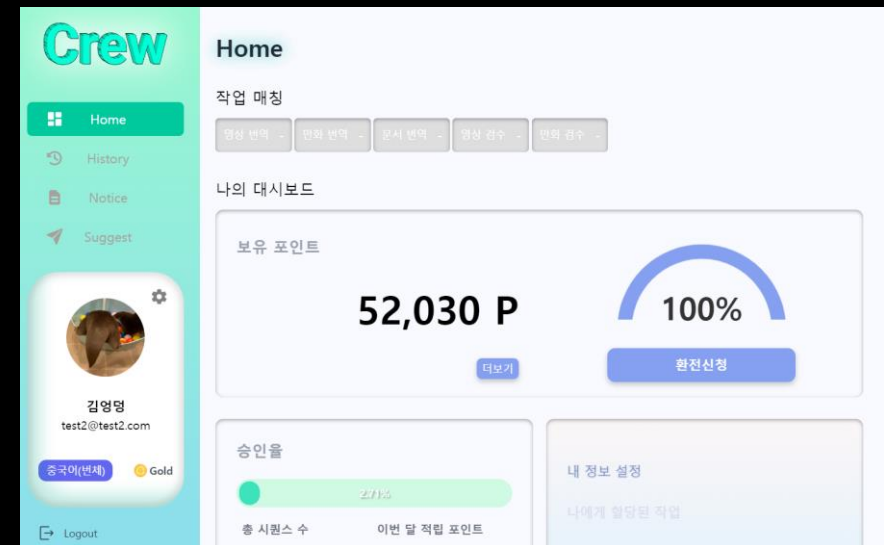 Crew
Home
History
Notice
Suggest
김엉덩
test2@test2.com
중국어(번체)
Gold
Logout
Home
작업 매칭
영상 번역 만화 번역 문서 번역 영상 검수 만화 검수
나의 대시보드
보유 포인트
52,030 P
더보기
100%
환전신청
승인율
2.71%
총 시퀀스 수
이번 달 적립 포인트
내 정보 설정
나에게 할당된 작업